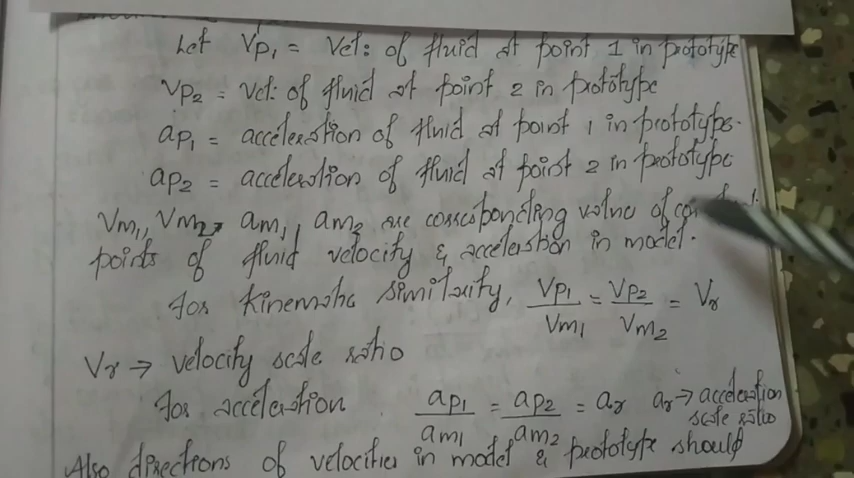 Let Vp₁ = Vel: of fluid at point 1 in prototype
Vp₂ = Vel: of fluid at point 2 in prototype
ap₁ = acceleration of fluid at point 1 in prototype.
ap₂ = acceleration of fluid at point 2 in prototype
Vm₁, Vm₂, am₁, am₂ are corresponding value of
points of fluid velocity & acceleration in model.
For kinematic similarity, Vp₁/Vm₁ = Vp₂/Vm₂ = Vr
Vr → velocity scale ratio
For acceleration ap₁/am₁ = ap₂/am₂ = ar ar → acceleration scale ratio
Also directions of velocities in model & prototype should